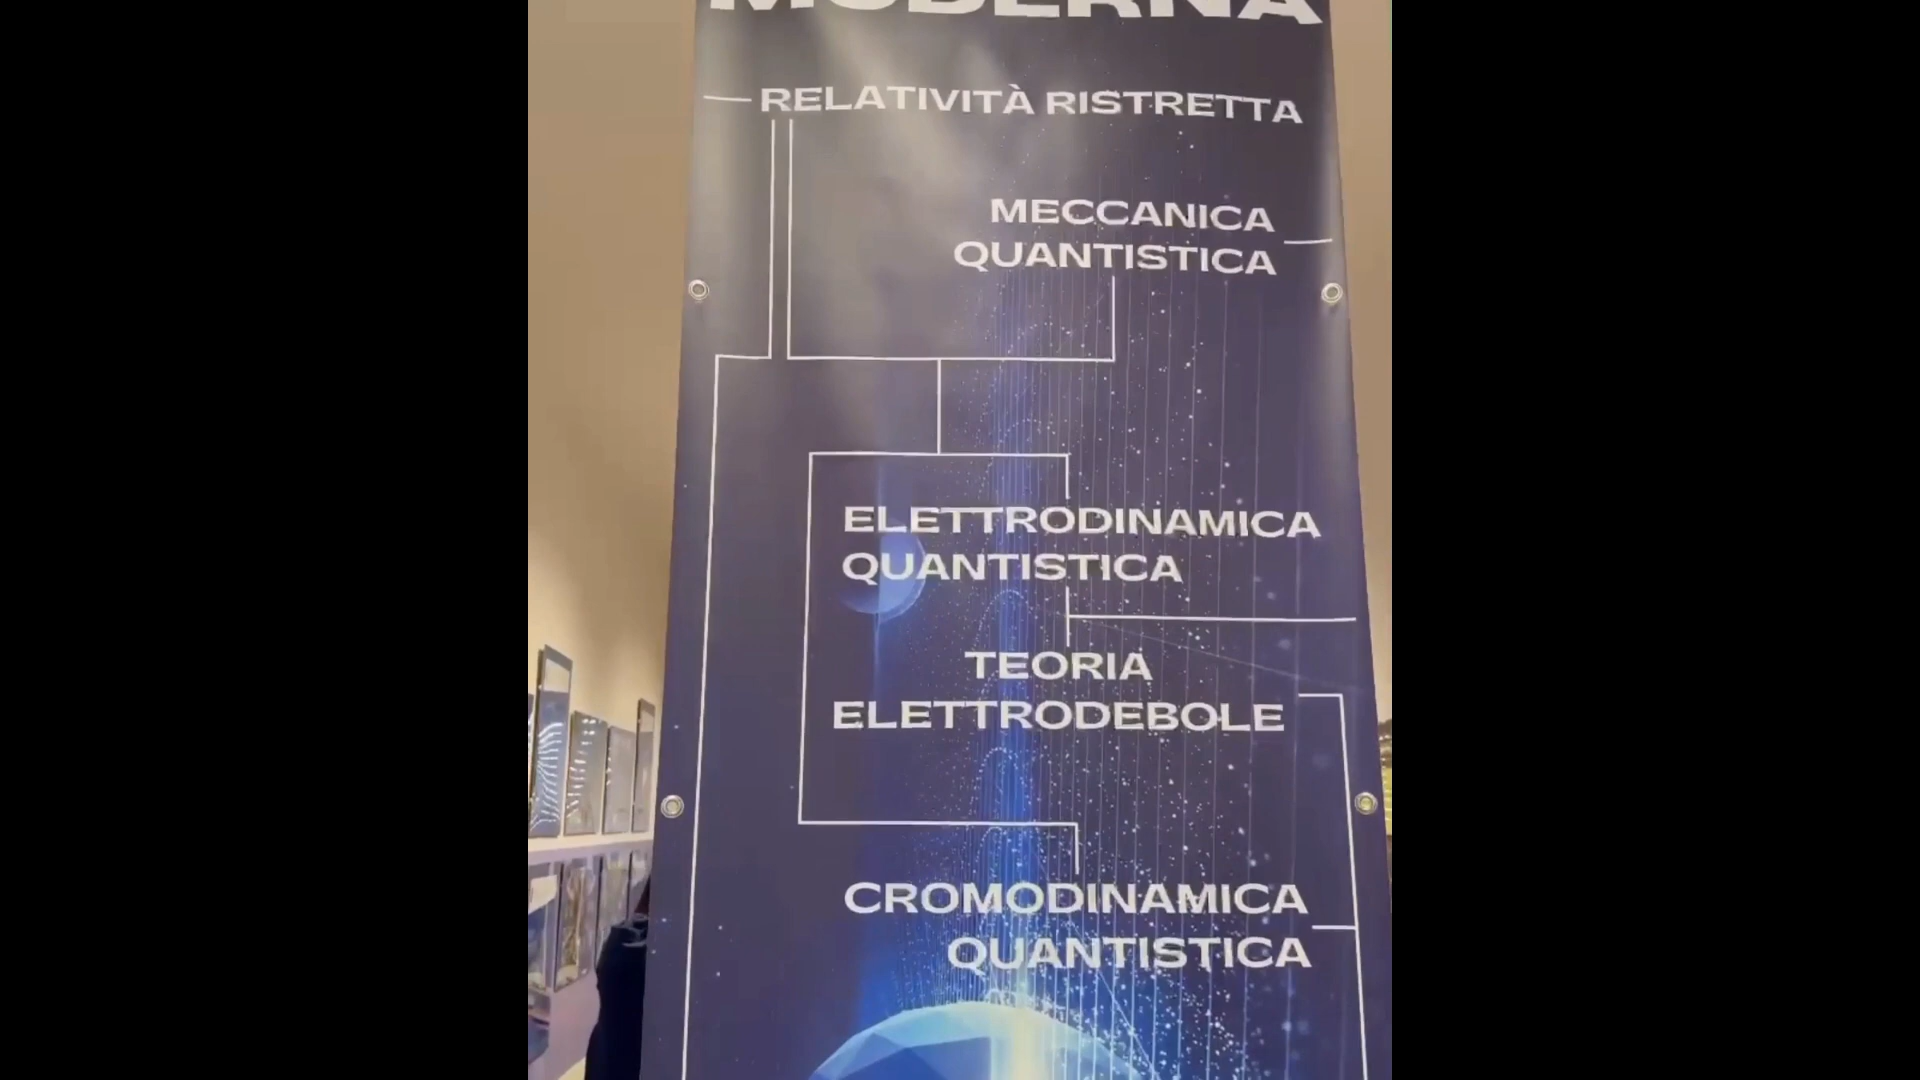 MODERNA
RELATIVITÀ RISTRETTA
MECCANICA
QUANTISTICA
ELETTRODINAMICA
QUANTISTICA
TEORIA
ELETTRODEBOLE
CROMODINAMICA
QUANTISTICA